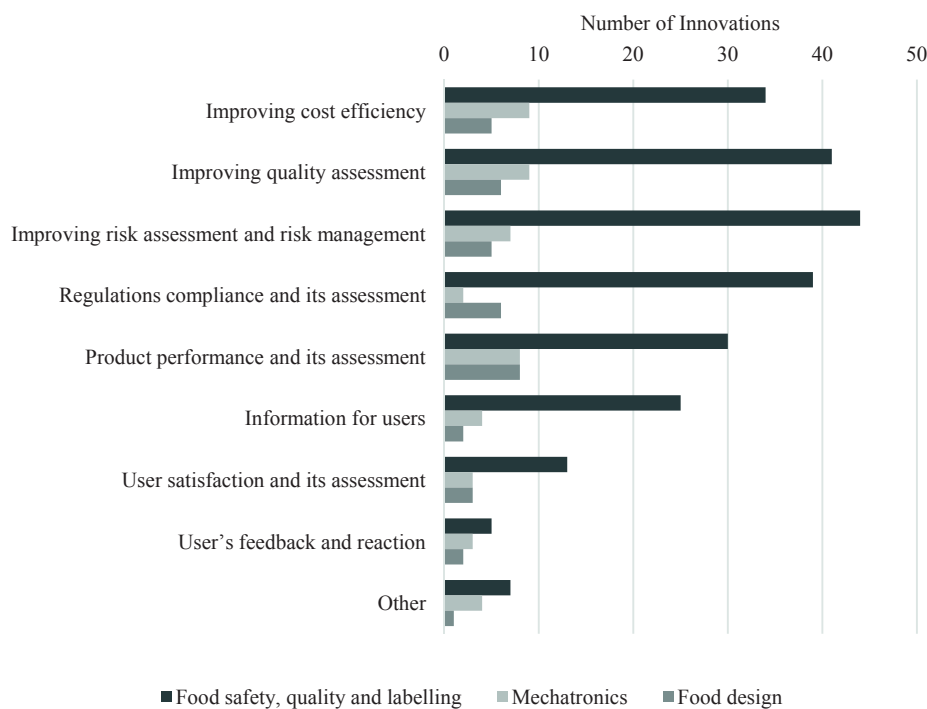 Number of Innovations
0 10 20 30 40 50
Improving cost efficiency
Improving quality assessment
Improving risk assessment and risk management
Regulations compliance and its assessment
Product performance and its assessment
Information for users
User satisfaction and its assessment
User’s feedback and reaction
Other
Food safety, quality and labelling Mechatronics Food design